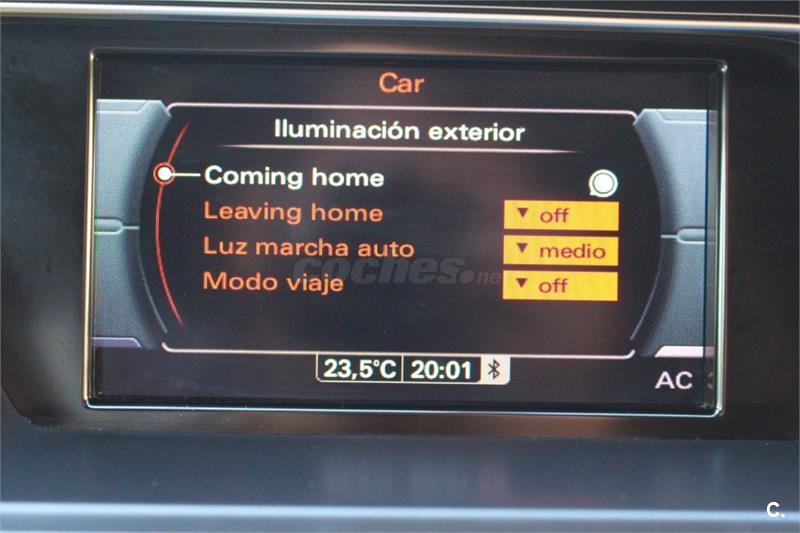 Car
Iluminación exterior
Coming home
Leaving home off
Luz marcha auto medio
coches.net
Modo viaje off
23,5°C 20:01
AC
C.